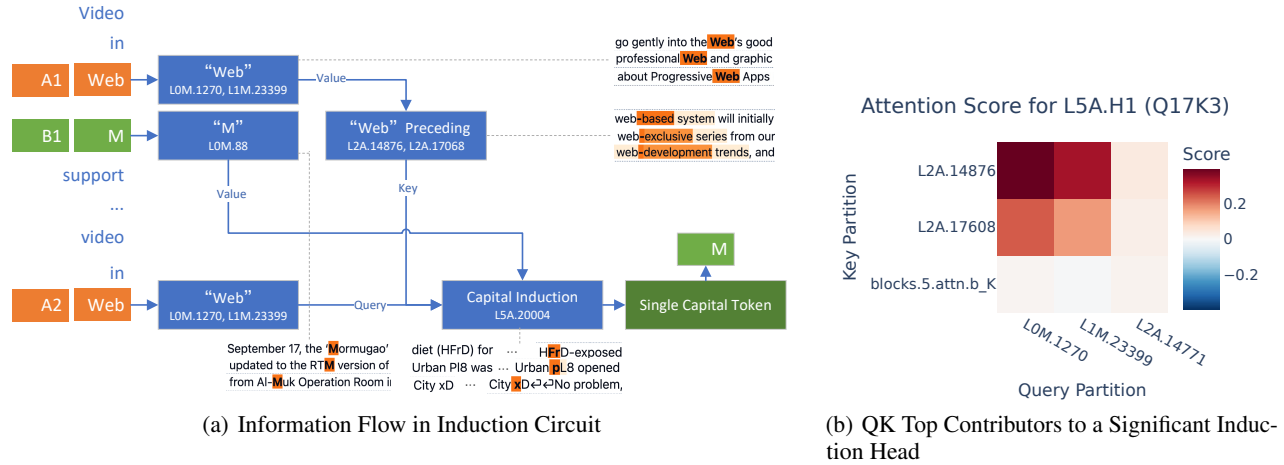 Video
in
A1 Web
"Web"
L0M.1270, L1M.23399
Value
go gently into the Web's good
professional Web and graphic
about Progressive Web Apps
B1 M
"M"
L0M.88
"Web" Preceding
L2A.14876, L2A.17068
web-based system will initially
web-exclusive series from our
web-development trends, and
support
...
video
in
Value
Key
M
A2 Web
"Web"
L0M.1270, L1M.23399
Query
Capital Induction
L5A.20004
Single Capital Token
September 17, the 'Mormugao'
updated to the RTM version of
from Al-Muk Operation Room in
diet (HFrD) for ... HFrD-exposed
Urban Pl8 was ... Urban pL8 opened
City xD ... City xD↵↵No problem,
(a) Information Flow in Induction Circuit
Attention Score for L5A.H1 (Q17K3)
Key Partition
L2A.14876
L2A.17608
blocks.5.attn.b_K
Score
0.2
0
−0.2
L0M.1270
L1M.23399
L2A.14771
Query Partition
(b) QK Top Contributors to a Significant Induc-
tion Head